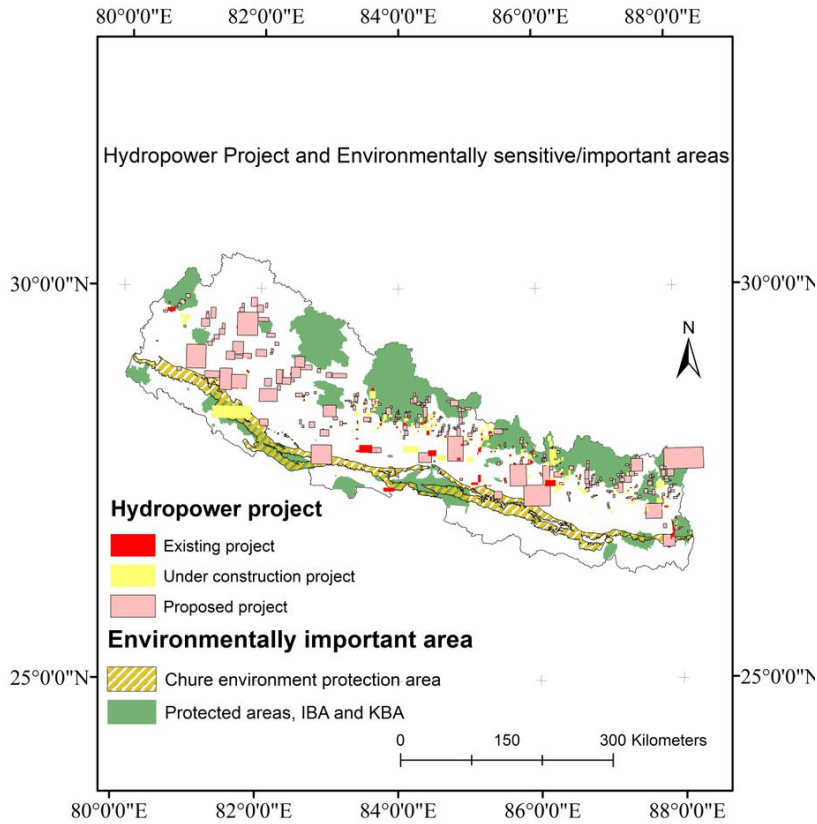 80°0'0"E 82°0'0"E 84°0'0"E 86°0'0"E 88°0'0"E
Hydropower Project and Environmentally sensitive/important areas
30°0'0"N 30°0'0"N
N
Hydropower project
Existing project
Under construction project
Proposed project
Environmentally important area
25°0'0"N 25°0'0"N
Chure environment protection area
Protected areas, IBA and KBA
0 150 300 Kilometers
80°0'0"E 82°0'0"E 84°0'0"E 86°0'0"E 88°0'0"E